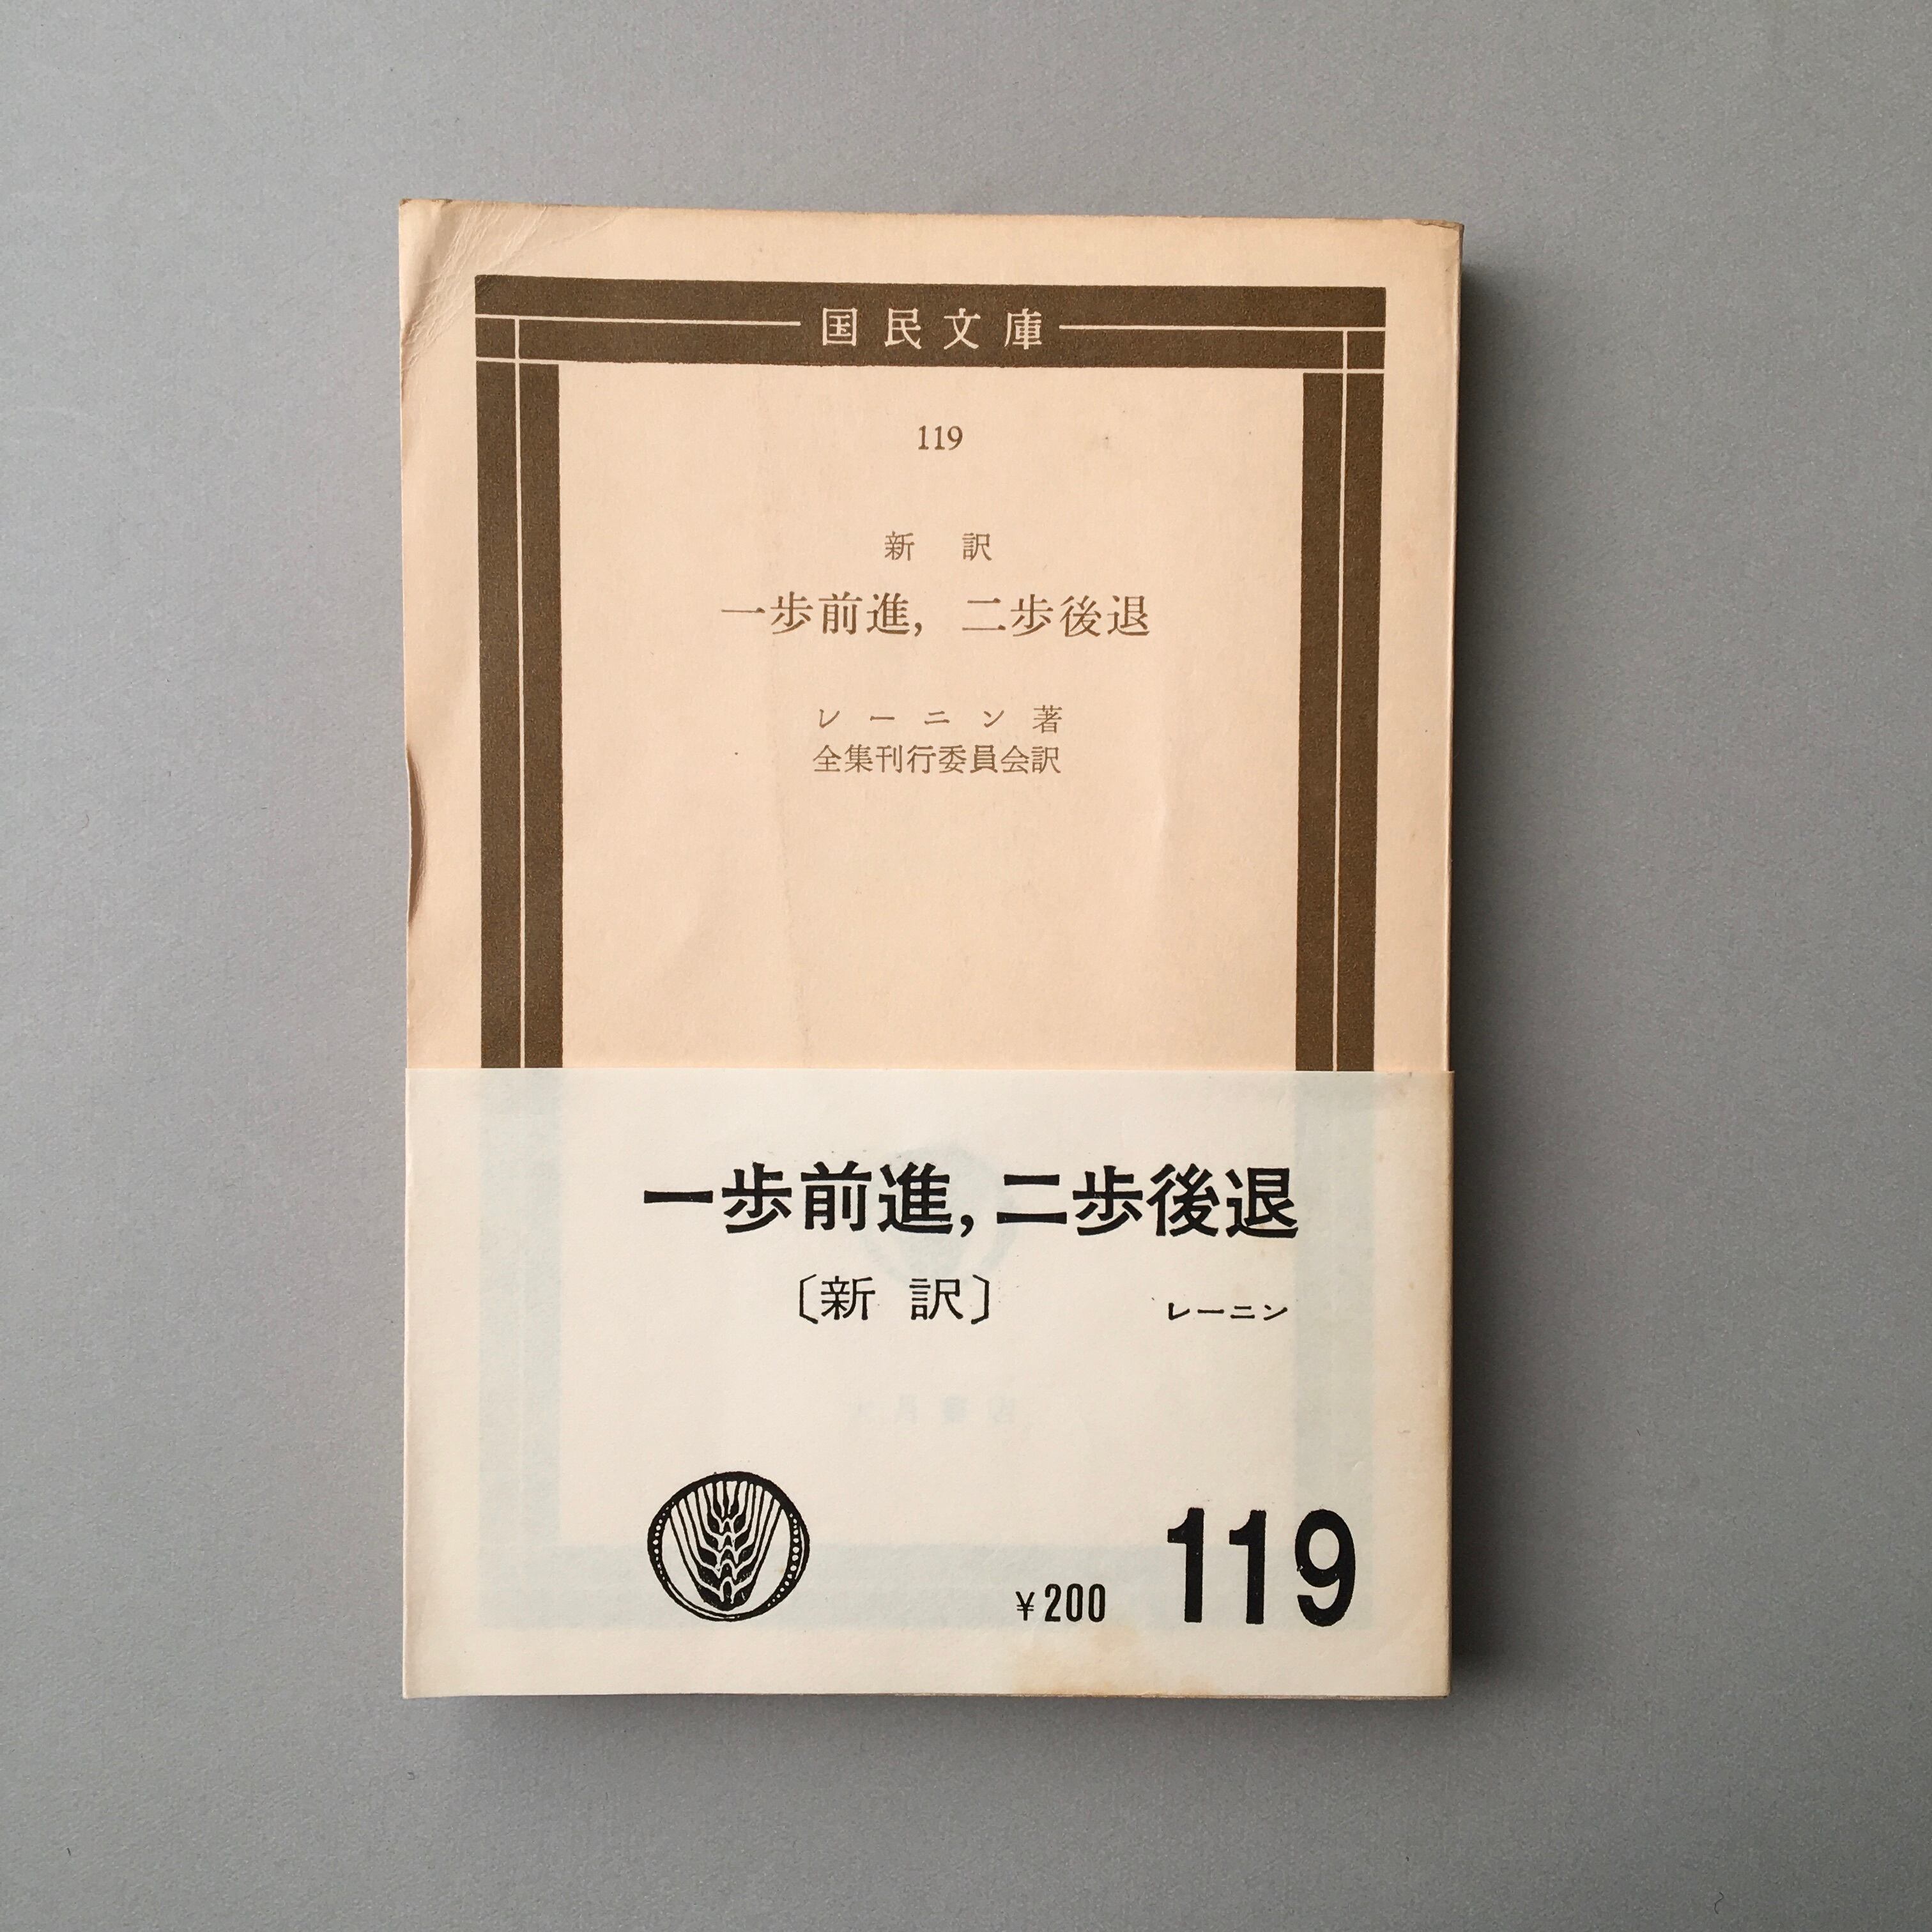 国民文庫
119
新訳
一歩前進，二歩後退
レーニン著
全集刊行委員会訳
一歩前進，二歩後退
〔新訳〕
レーニン
¥200
119